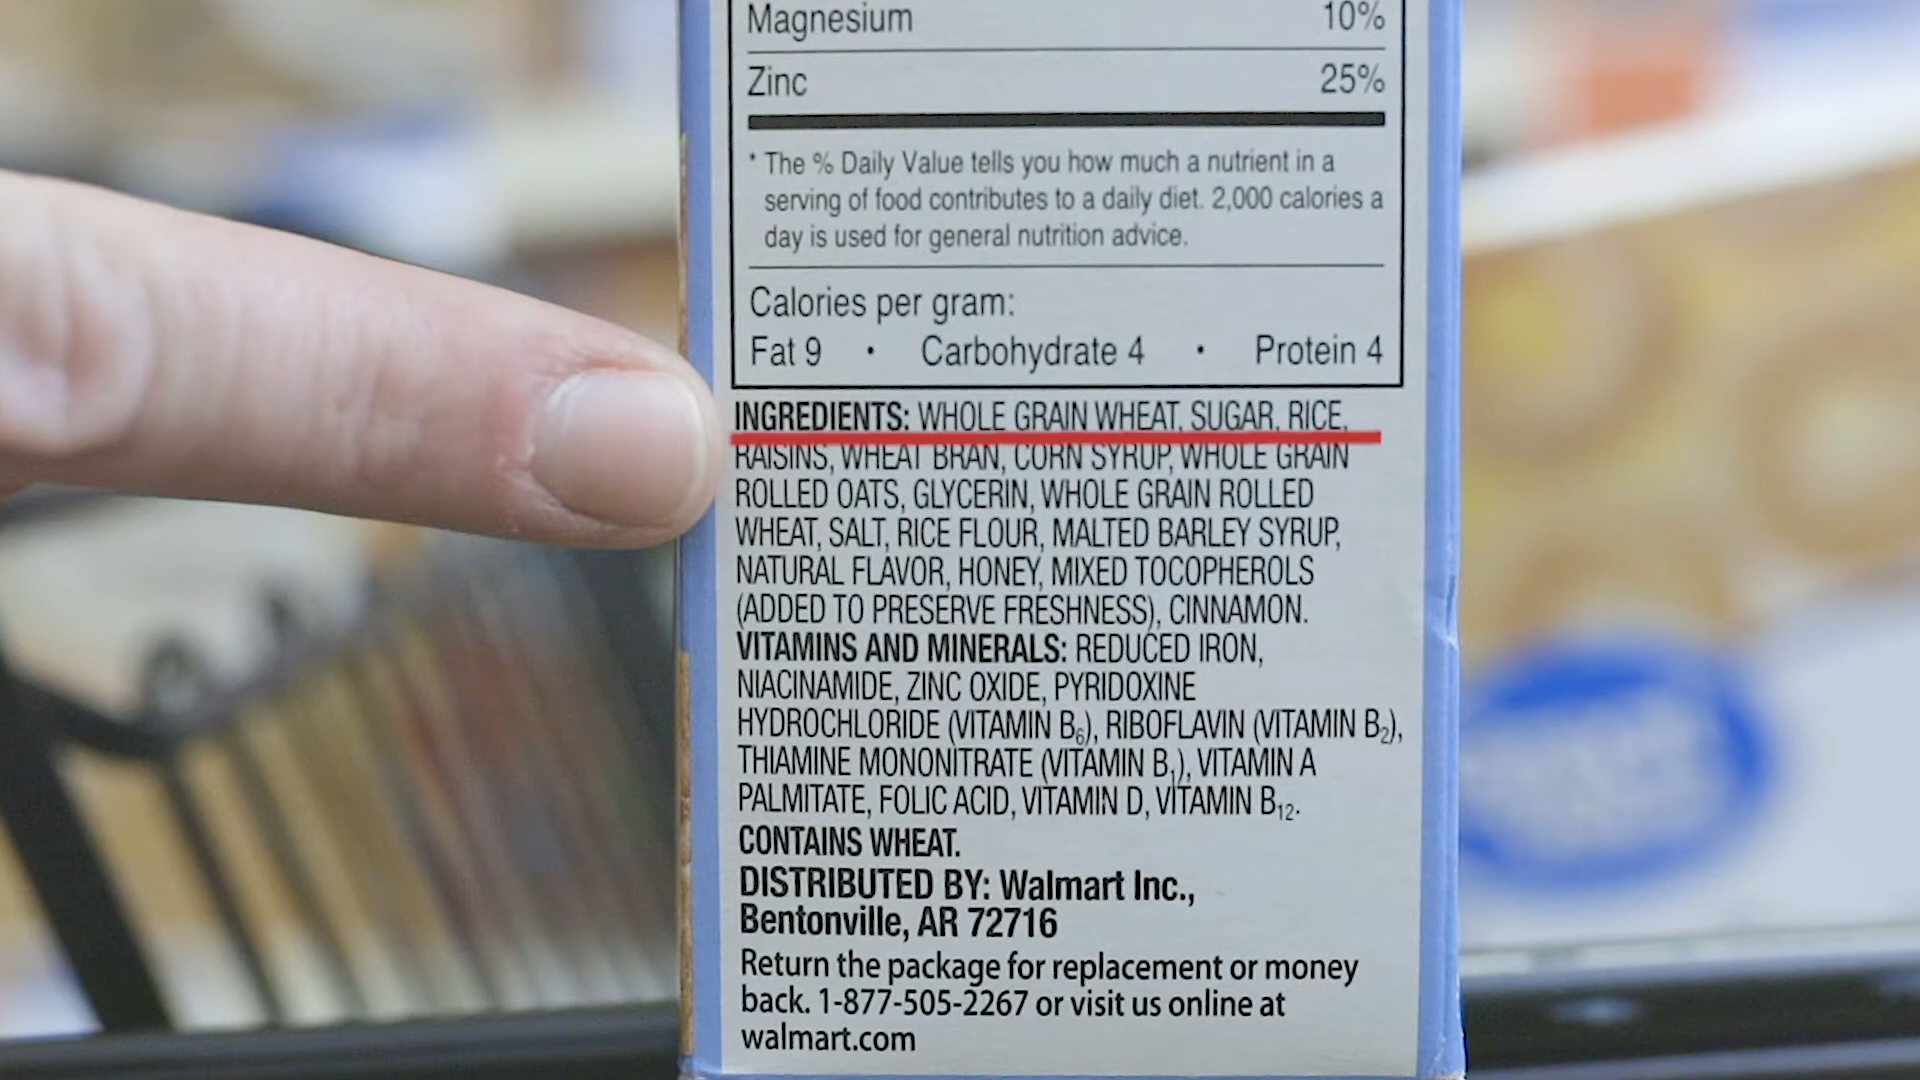 Magnesium 10%
Zinc 25%
* The % Daily Value tells you how much a nutrient in a
serving of food contributes to a daily diet. 2,000 calories a
day is used for general nutrition advice.
Calories per gram:
Fat 9 • Carbohydrate 4 • Protein 4
INGREDIENTS: WHOLE GRAIN WHEAT, SUGAR, RICE,
RAISINS, WHEAT BRAN, CORN SYRUP, WHOLE GRAIN
ROLLED OATS, GLYCERIN, WHOLE GRAIN ROLLED
WHEAT, SALT, RICE FLOUR, MALTED BARLEY SYRUP,
NATURAL FLAVOR, HONEY, MIXED TOCOPHEROLS
(ADDED TO PRESERVE FRESHNESS), CINNAMON.
VITAMINS AND MINERALS: REDUCED IRON,
NIACINAMIDE, ZINC OXIDE, PYRIDOXINE
HYDROCHLORIDE (VITAMIN B₆), RIBOFLAVIN (VITAMIN B₂),
THIAMINE MONONITRATE (VITAMIN B₁), VITAMIN A
PALMITATE, FOLIC ACID, VITAMIN D, VITAMIN B₁₂.
CONTAINS WHEAT.
DISTRIBUTED BY: Walmart Inc.,
Bentonville, AR 72716
Return the package for replacement or money
back. 1-877-505-2267 or visit us online at
walmart.com